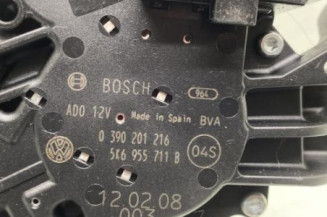 BOSCH
964
ADO 12V Made in Spain BVA
0 390 201 216
5K6 955 711 B
04S
12.02.08
003